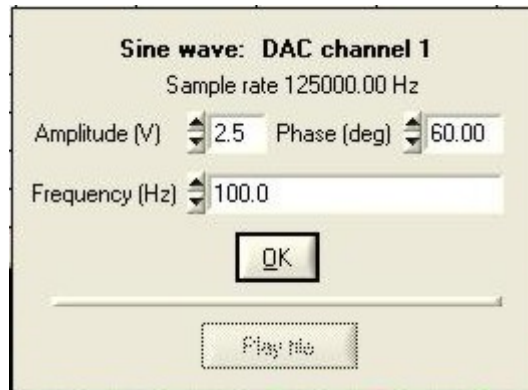 Sine wave: DAC channel 1
Sample rate 125000.00 Hz
Amplitude (V) 2.5 Phase (deg) 60.00
Frequency (Hz) 100.0
OK
Play file